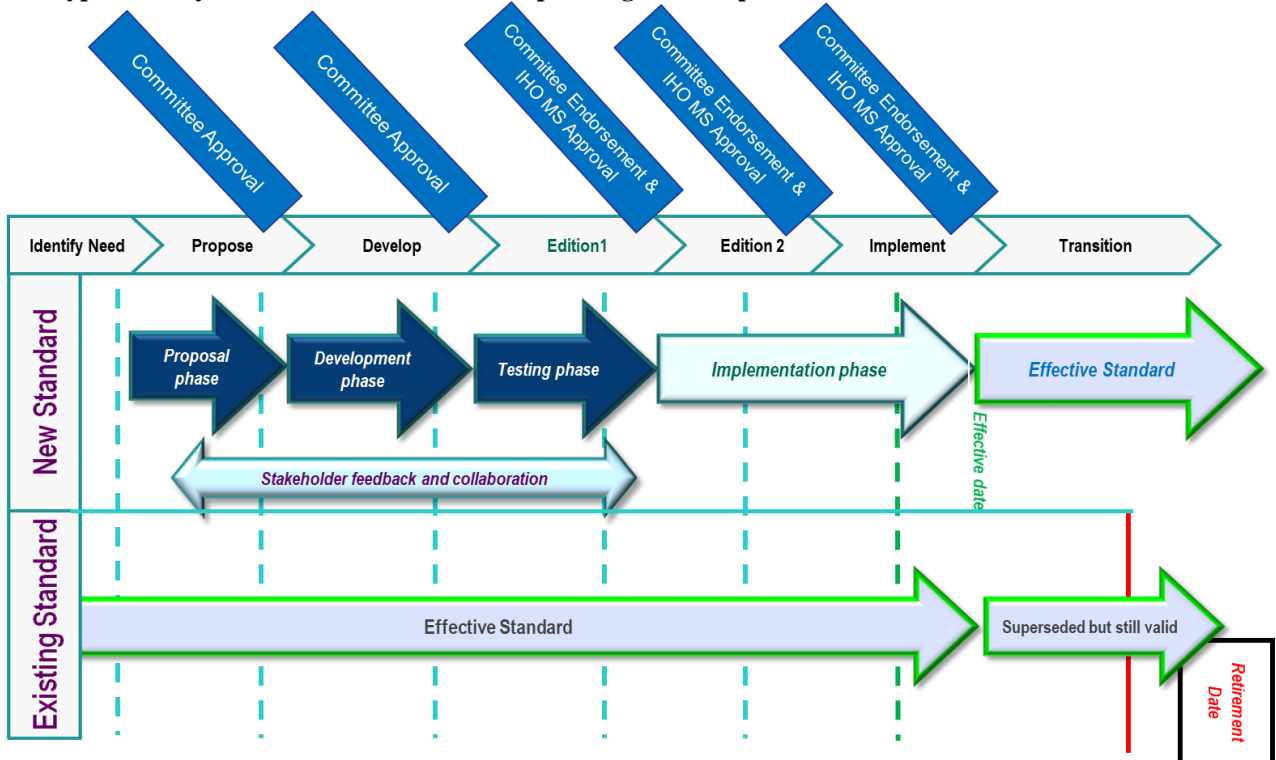 Committee Approval
Committee Approval
Committee Endorsement &
IHO MS Approval
Committee Endorsement &
IHO MS Approval
Committee Endorsement &
IHO MS Approval
Identify Need
Propose
Develop
Edition1
Edition 2
Implement
Transition
New Standard
Proposal
phase
Development
phase
Testing phase
Implementation phase
Effective Standard
Stakeholder feedback and collaboration
Effective date
Existing Standard
Effective Standard
Superseded but still valid
Retirement
Date